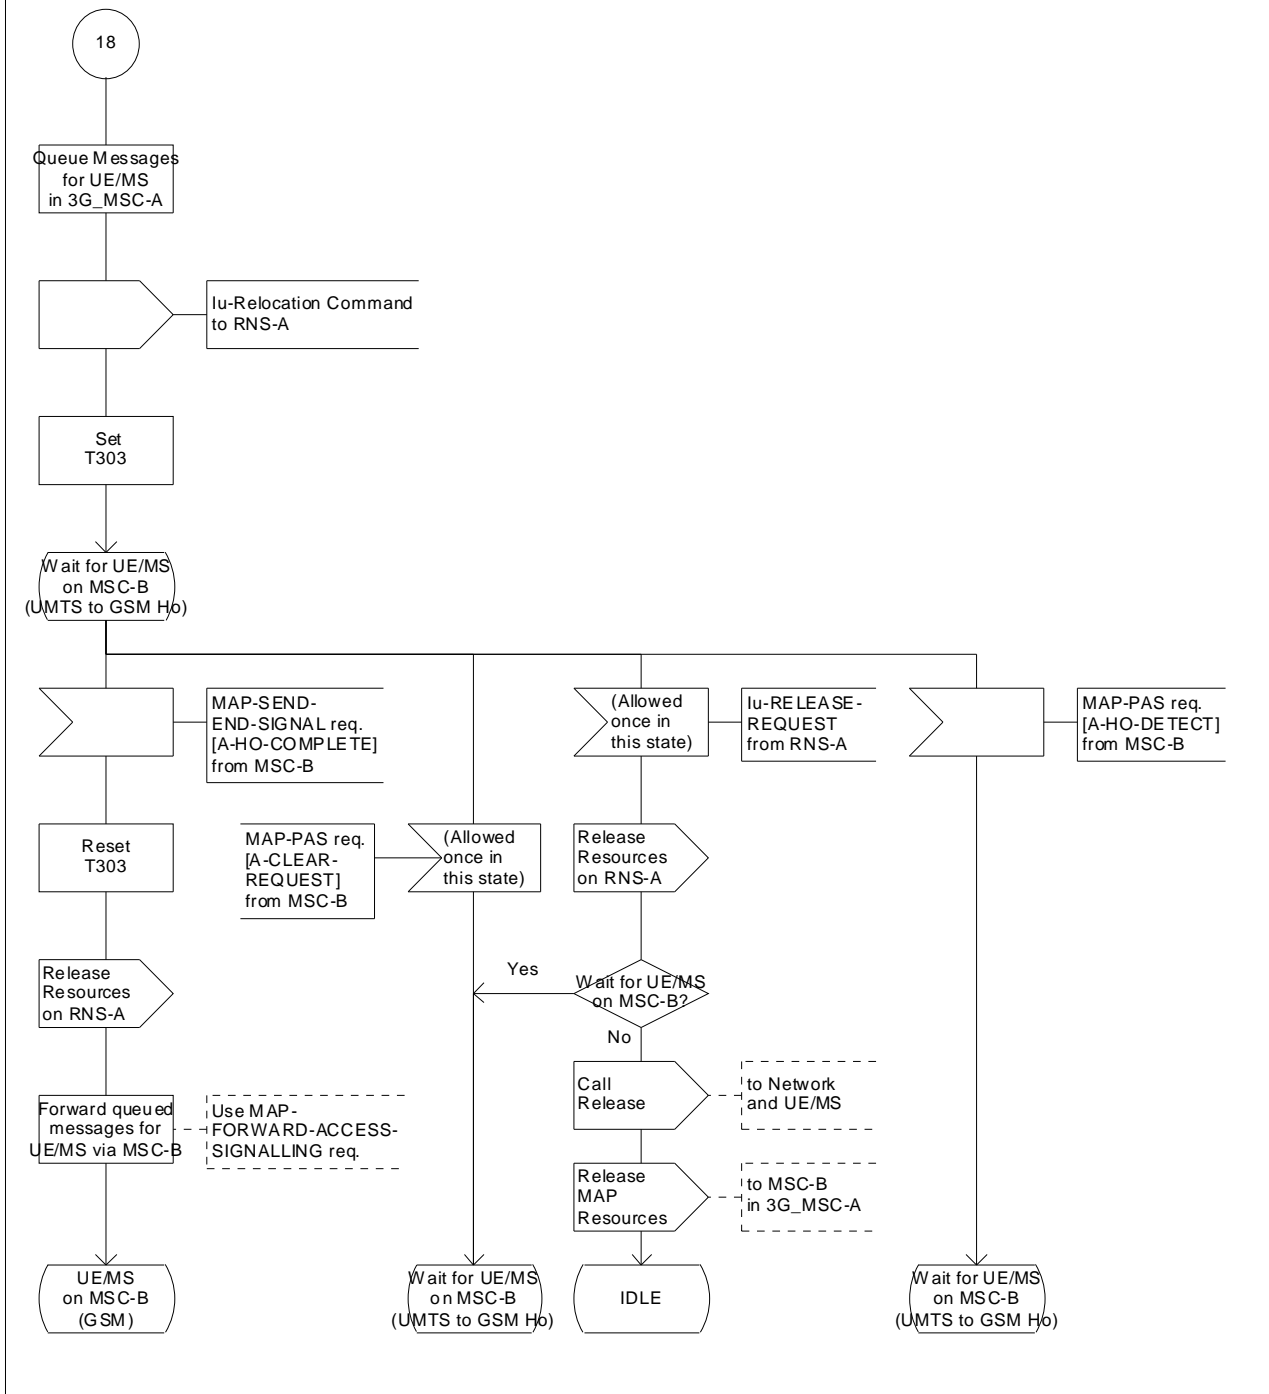 18
Queue Messages
for UE/MS
in 3G_MSC-A
Iu-Relocation Command
to RNS-A
Set
T303
Wait for UE/MS
on MSC-B
(UMTS to GSM Ho)
MAP-SEND-
END-SIGNAL req.
[A-HO-COMPLETE]
from MSC-B
(Allowed
once in
this state)
Iu-RELEASE-
REQUEST
from RNS-A
MAP-PAS req.
[A-HO-DETECT]
from MSC-B
Reset
T303
MAP-PAS req.
[A-CLEAR-
REQUEST]
from MSC-B
(Allowed
once in
this state)
Release
Resources
on RNS-A
Release
Resources
on RNS-A
Yes
Wait for UE/MS
on MSC-B?
No
Call
Release
to Network
and UE/MS
Forward queued
messages for
UE/MS via MSC-B
Use MAP-
FORWARD-ACCESS-
SIGNALLING req.
Release
MAP
Resources
to MSC-B
in 3G_MSC-A
UE/MS
on MSC-B
(GSM)
Wait for UE/MS
on MSC-B
(UMTS to GSM Ho)
IDLE
Wait for UE/MS
on MSC-B
(UMTS to GSM Ho)